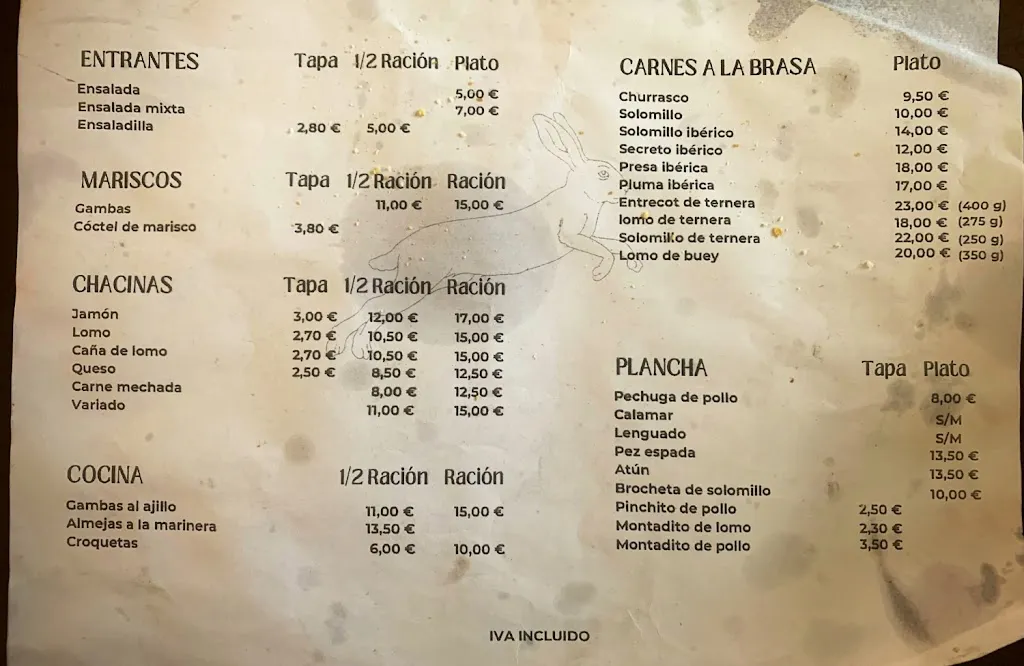 ENTRANTES Tapa 1/2 Ración Plato
Ensalada 5,00 €
Ensalada mixta 7,00 €
Ensaladilla 2,80 € 5,00 €
MARISCOS Tapa 1/2 Ración Ración
Gambas 11,00 € 15,00 €
Cóctel de marisco 3,80 €
CHACINAS Tapa 1/2 Ración Ración
Jamón 3,00 € 12,00 € 17,00 €
Lomo 2,70 € 10,50 € 15,00 €
Caña de lomo 2,70 € 10,50 € 15,00 €
Queso 2,50 € 8,50 € 12,50 €
Carne mechada 8,00 € 12,50 €
Variado 11,00 € 15,00 €
COCINA 1/2 Ración Ración
Gambas al ajillo 11,00 € 15,00 €
Almejas a la marinera 13,50 €
Croquetas 6,00 € 10,00 €
CARNES A LA BRASA Plato
Churrasco 9,50 €
Solomillo 10,00 €
Solomillo ibérico 14,00 €
Secreto ibérico 12,00 €
Presa ibérica 18,00 €
Pluma ibérica 17,00 €
Entrecot de ternera 23,00 € (400 g)
lomo de ternera 18,00 € (275 g)
Solomillo de ternera 22,00 € (250 g)
Lomo de buey 20,00 € (350 g)
PLANCHA Tapa Plato
Pechuga de pollo 8,00 €
Calamar S/M
Lenguado S/M
Pez espada 13,50 €
Atún 13,50 €
Brocheta de solomillo 10,00 €
Pinchito de pollo 2,50 €
Montadito de lomo 2,30 €
Montadito de pollo 3,50 €
IVA INCLUIDO